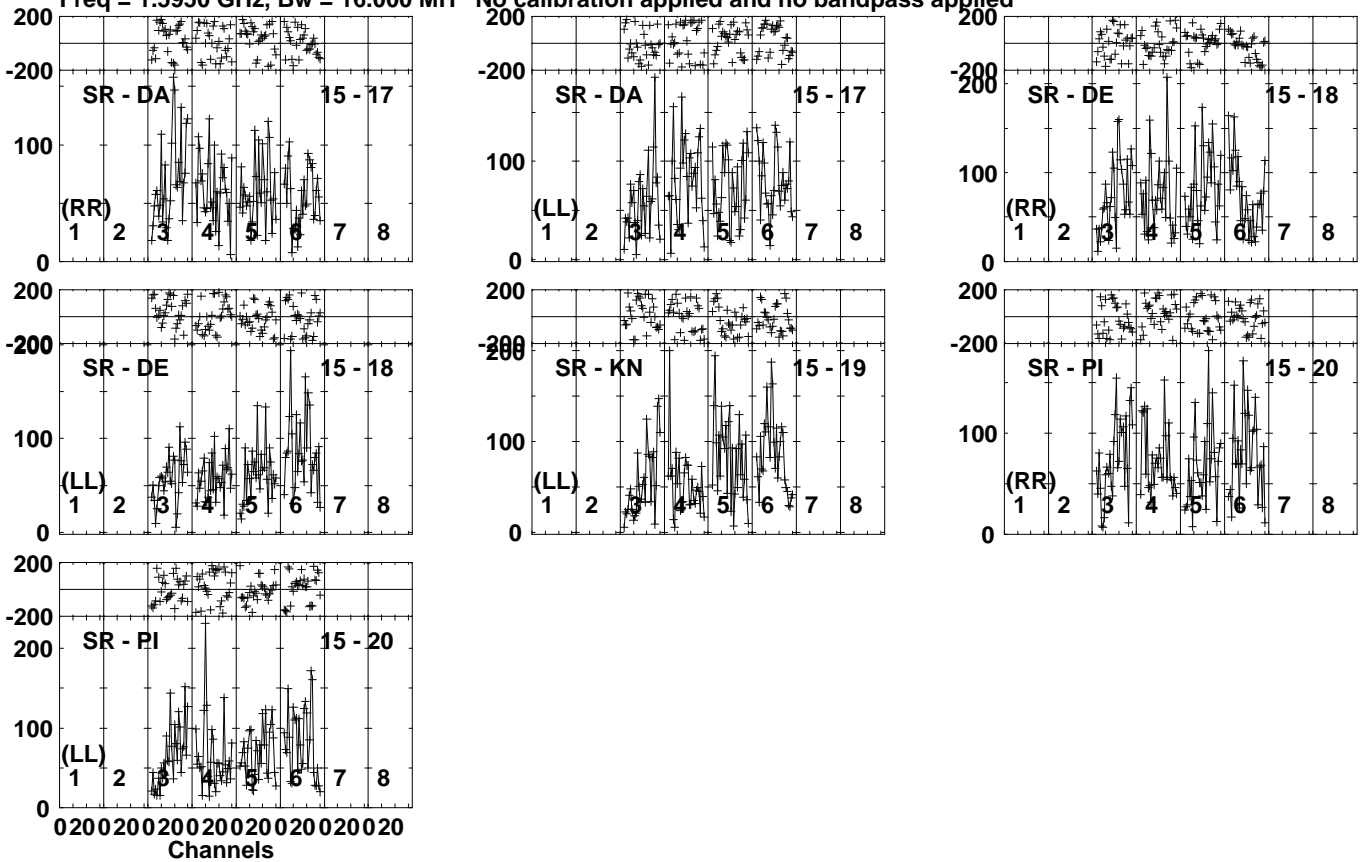 Freq = 1.5950 GHz, Bw = 16.000 MH No calibration applied and no bandpass applied
200 200 200
-200 -200 -200
200
SR - DA 15 - 17 SR - DA 15 - 17 SR - DE 15 - 18
100 100 100
(RR) (LL) (RR)
1 2 3 4 5 6 7 8 1 2 3 4 5 6 7 8 1 2 3 4 5 6 7 8
0 0 0
200 200 200
-200 -200 -200
200 200
SR - DE 15 - 18 SR - KN 15 - 19 SR - PI 15 - 20
100 100 100
(LL) (LL) (RR)
1 2 3 4 5 6 7 8 1 2 3 4 5 6 7 8 1 2 3 4 5 6 7 8
0 0 0
200
-200
SR - PI 15 - 20
200
100
(LL)
1 2 3 4 5 6 7 8
0
0 20 0 20 0 20 0 20 0 20 0 20 0 20 0 20
Channels